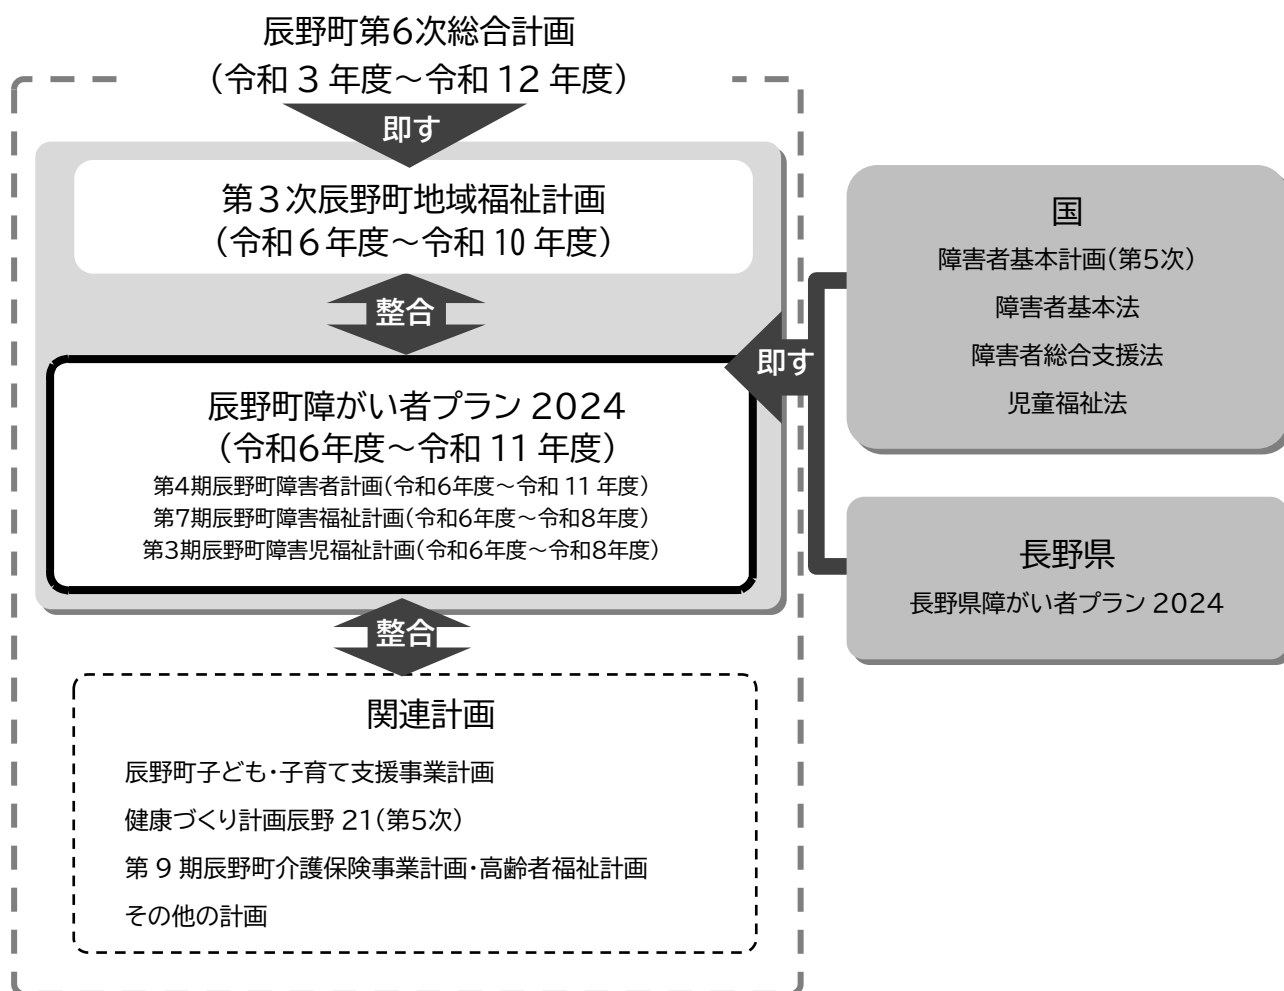 辰野町第6次総合計画
（令和 3 年度～令和 12 年度）
即す
第３次辰野町地域福祉計画
（令和６年度～令和 10 年度）
整合
即す
辰野町障がい者プラン 2024
（令和6年度～令和 11 年度）
第4期辰野町障害者計画(令和6年度～令和 11 年度)
第7期辰野町障害福祉計画(令和6年度～令和8年度)
第3期辰野町障害児福祉計画(令和6年度～令和8年度)
整合
関連計画
辰野町子ども・子育て支援事業計画
健康づくり計画辰野 21(第5次)
第 9 期辰野町介護保険事業計画・高齢者福祉計画
その他の計画
国
障害者基本計画(第5次)
障害者基本法
障害者総合支援法
児童福祉法
長野県
長野県障がい者プラン 2024